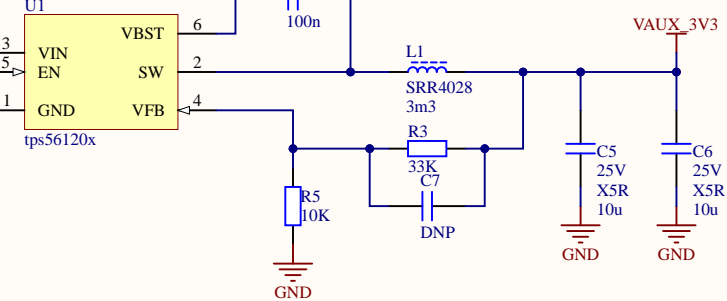 U1
6
VBST
100n
VAUX_3V3
3
VIN
L1
5
EN
SW
2
SRR4028
3m3
1
GND
VFB
4
tps56120x
R3
33K
C7
DNP
C5
25V
X5R
10u
C6
25V
X5R
10u
R5
10K
GND
GND
GND